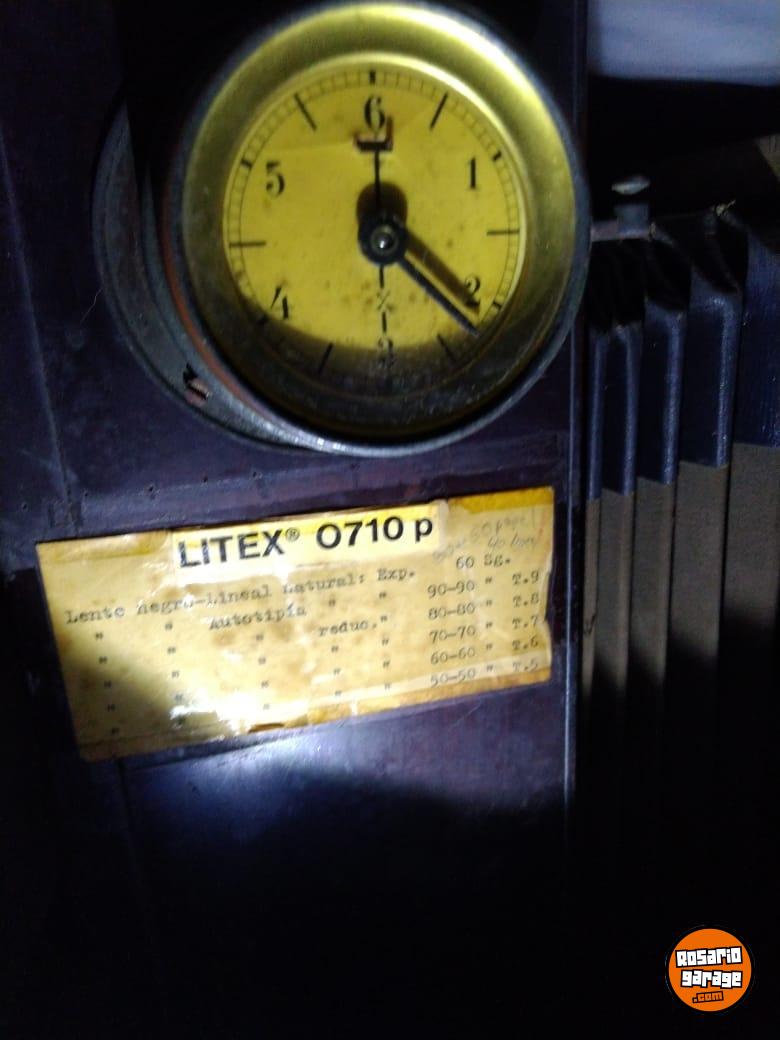 6
5 1
4 2
3
LITEX® O710 p
Lente negro-Lineal natural: Exp. 60 Sg.
" " Autotipía " " 90-90 " T.9
" " " reduc. " 80-80 " T.8
" " " " " 70-70 " T.7
" " " " " 60-60 " T.6
" " " " " 50-50 " T.5
Rosario
garage
.com